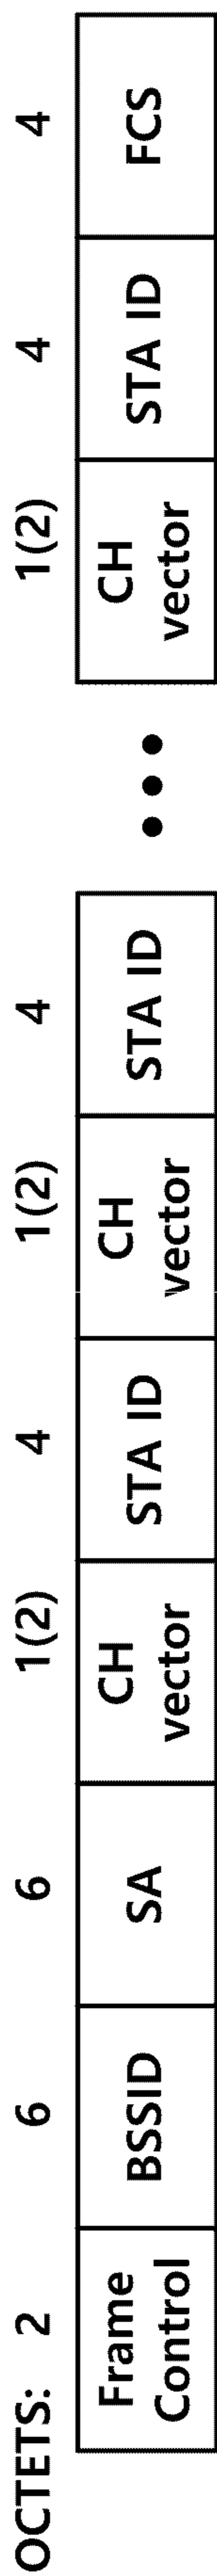 OCTETS: 2 6 6 1(2) 4 1(2) 4 1(2) 4 4
Frame
Control
BSSID
SA
CH
vector
STA ID
CH
vector
STA ID
CH
vector
STA ID
FCS